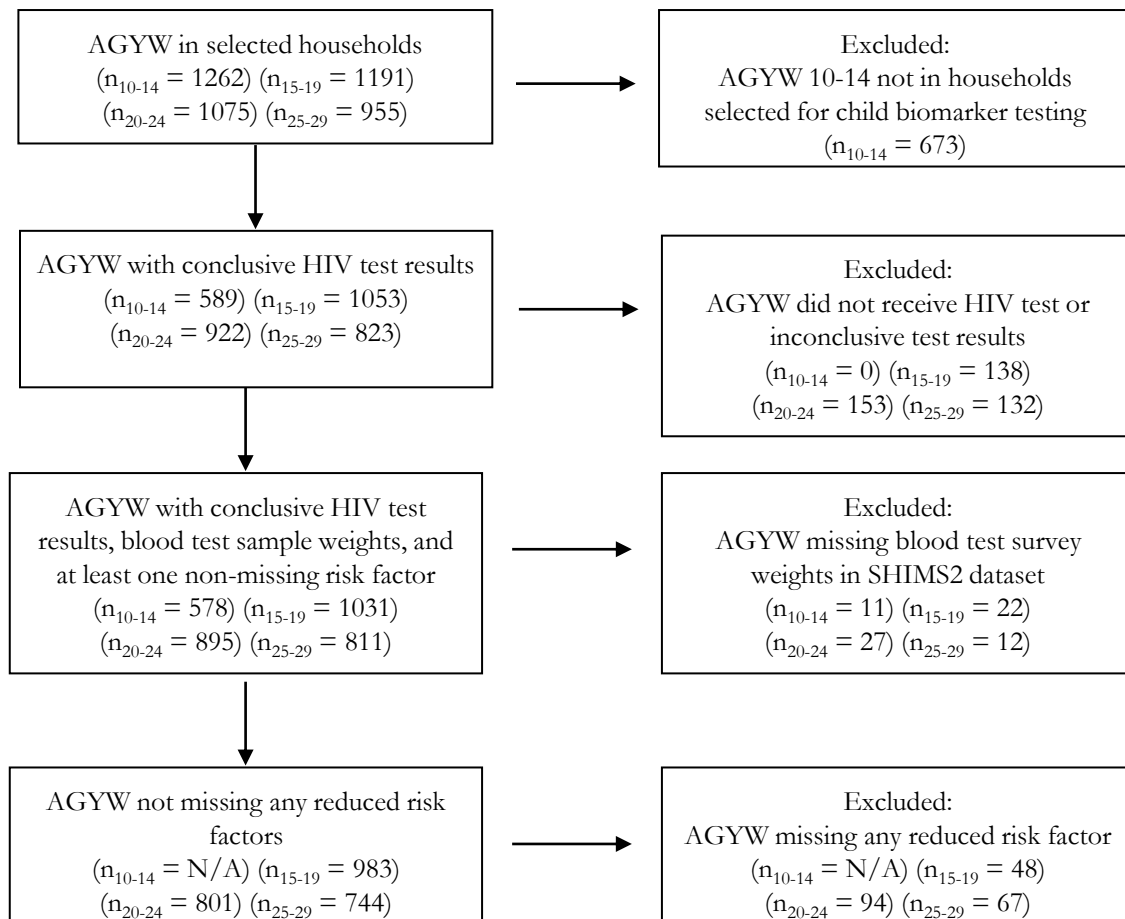 AGYW in selected households
(n10-14 = 1262) (n15-19 = 1191)
(n20-24 = 1075) (n25-29 = 955)
Excluded:
AGYW 10-14 not in households
selected for child biomarker testing
(n10-14 = 673)
AGYW with conclusive HIV test results
(n10-14 = 589) (n15-19 = 1053)
(n20-24 = 922) (n25-29 = 823)
Excluded:
AGYW did not receive HIV test or
inconclusive test results
(n10-14 = 0) (n15-19 = 138)
(n20-24 = 153) (n25-29 = 132)
AGYW with conclusive HIV test
results, blood test sample weights, and
at least one non-missing risk factor
(n10-14 = 578) (n15-19 = 1031)
(n20-24 = 895) (n25-29 = 811)
Excluded:
AGYW missing blood test survey
weights in SHIMS2 dataset
(n10-14 = 11) (n15-19 = 22)
(n20-24 = 27) (n25-29 = 12)
AGYW not missing any reduced risk
factors
(n10-14 = N/A) (n15-19 = 983)
(n20-24 = 801) (n25-29 = 744)
Excluded:
AGYW missing any reduced risk factor
(n10-14 = N/A) (n15-19 = 48)
(n20-24 = 94) (n25-29 = 67)